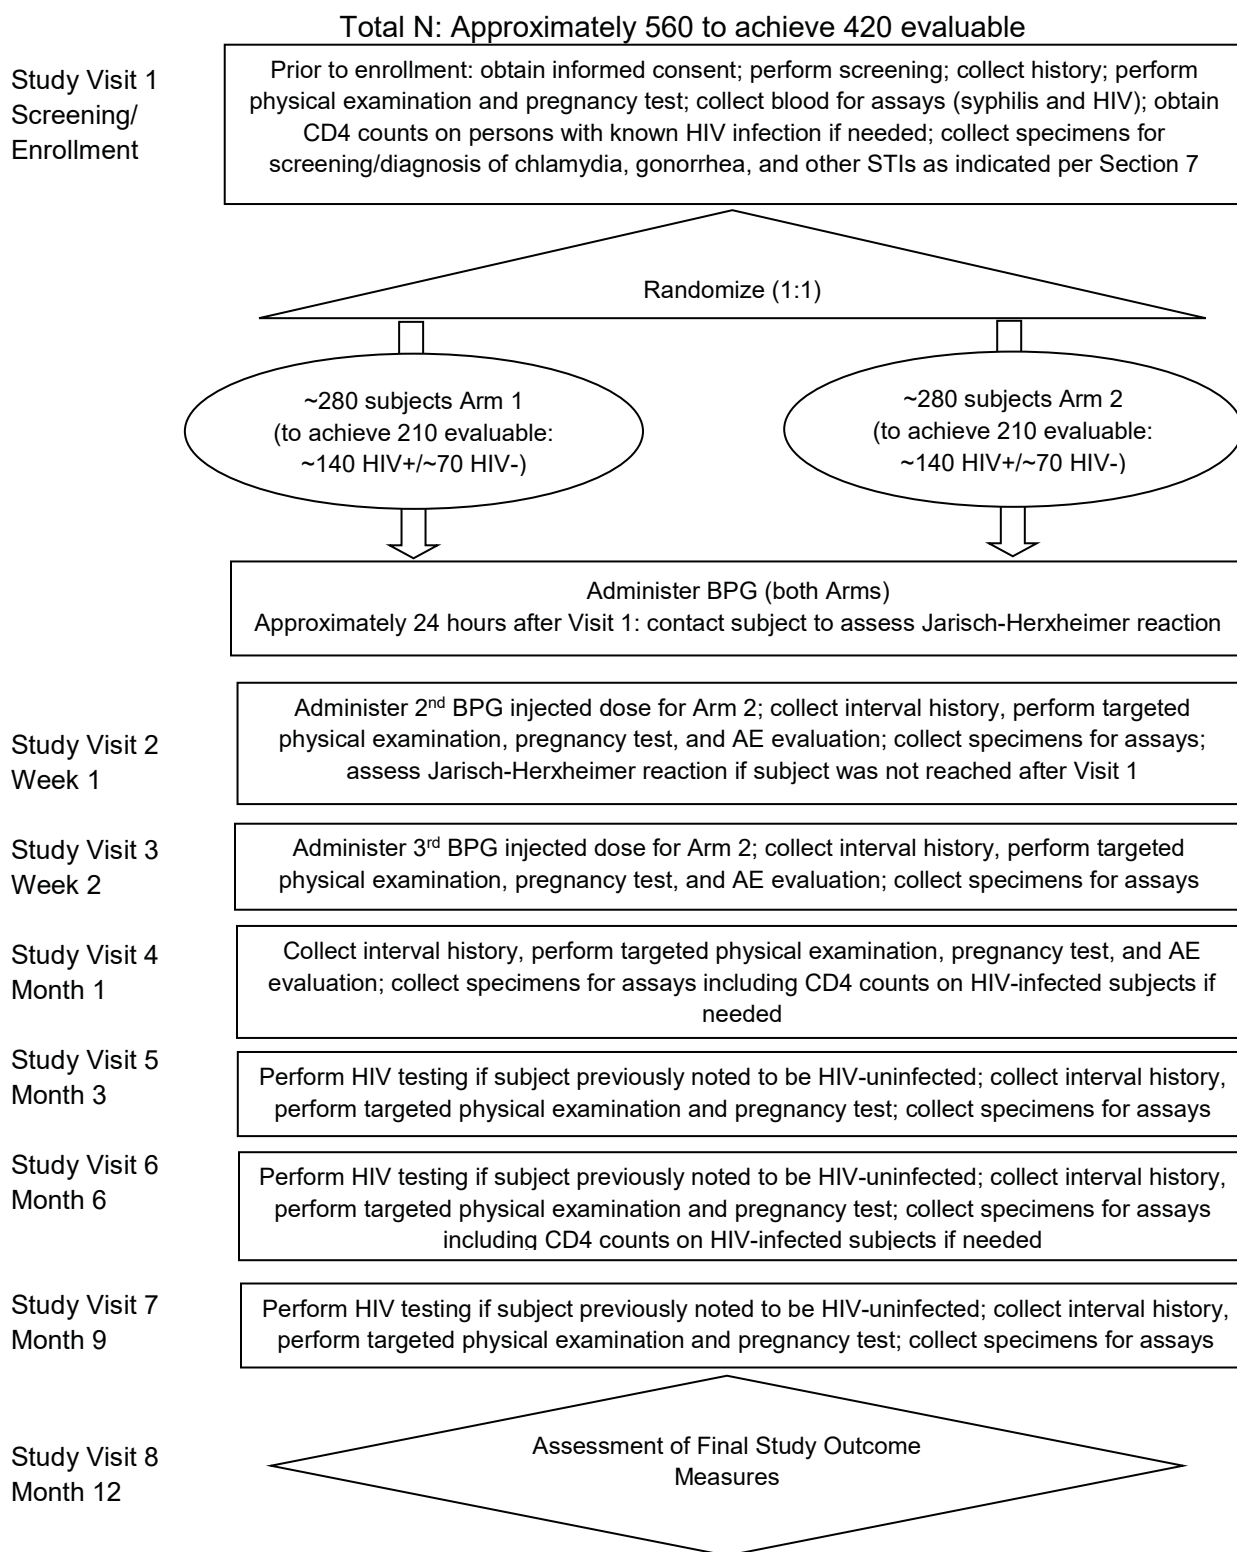 Total N: Approximately 560 to achieve 420 evaluable
Study Visit 1
Screening/
Enrollment
Prior to enrollment: obtain informed consent; perform screening; collect history; perform
physical examination and pregnancy test; collect blood for assays (syphilis and HIV); obtain
CD4 counts on persons with known HIV infection if needed; collect specimens for
screening/diagnosis of chlamydia, gonorrhea, and other STIs as indicated per Section 7
Randomize (1:1)
~280 subjects Arm 1
(to achieve 210 evaluable:
~140 HIV+/~70 HIV-)
~280 subjects Arm 2
(to achieve 210 evaluable:
~140 HIV+/~70 HIV-)
Administer BPG (both Arms)
Approximately 24 hours after Visit 1: contact subject to assess Jarisch-Herxheimer reaction
Study Visit 2
Week 1
Administer 2nd BPG injected dose for Arm 2; collect interval history, perform targeted
physical examination, pregnancy test, and AE evaluation; collect specimens for assays;
assess Jarisch-Herxheimer reaction if subject was not reached after Visit 1
Study Visit 3
Week 2
Administer 3rd BPG injected dose for Arm 2; collect interval history, perform targeted
physical examination, pregnancy test, and AE evaluation; collect specimens for assays
Study Visit 4
Month 1
Collect interval history, perform targeted physical examination, pregnancy test, and AE
evaluation; collect specimens for assays including CD4 counts on HIV-infected subjects if
needed
Study Visit 5
Month 3
Perform HIV testing if subject previously noted to be HIV-uninfected; collect interval history,
perform targeted physical examination and pregnancy test; collect specimens for assays
Study Visit 6
Month 6
Perform HIV testing if subject previously noted to be HIV-uninfected; collect interval history,
perform targeted physical examination and pregnancy test; collect specimens for assays
including CD4 counts on HIV-infected subjects if needed
Study Visit 7
Month 9
Perform HIV testing if subject previously noted to be HIV-uninfected; collect interval history,
perform targeted physical examination and pregnancy test; collect specimens for assays
Study Visit 8
Month 12
Assessment of Final Study Outcome
Measures